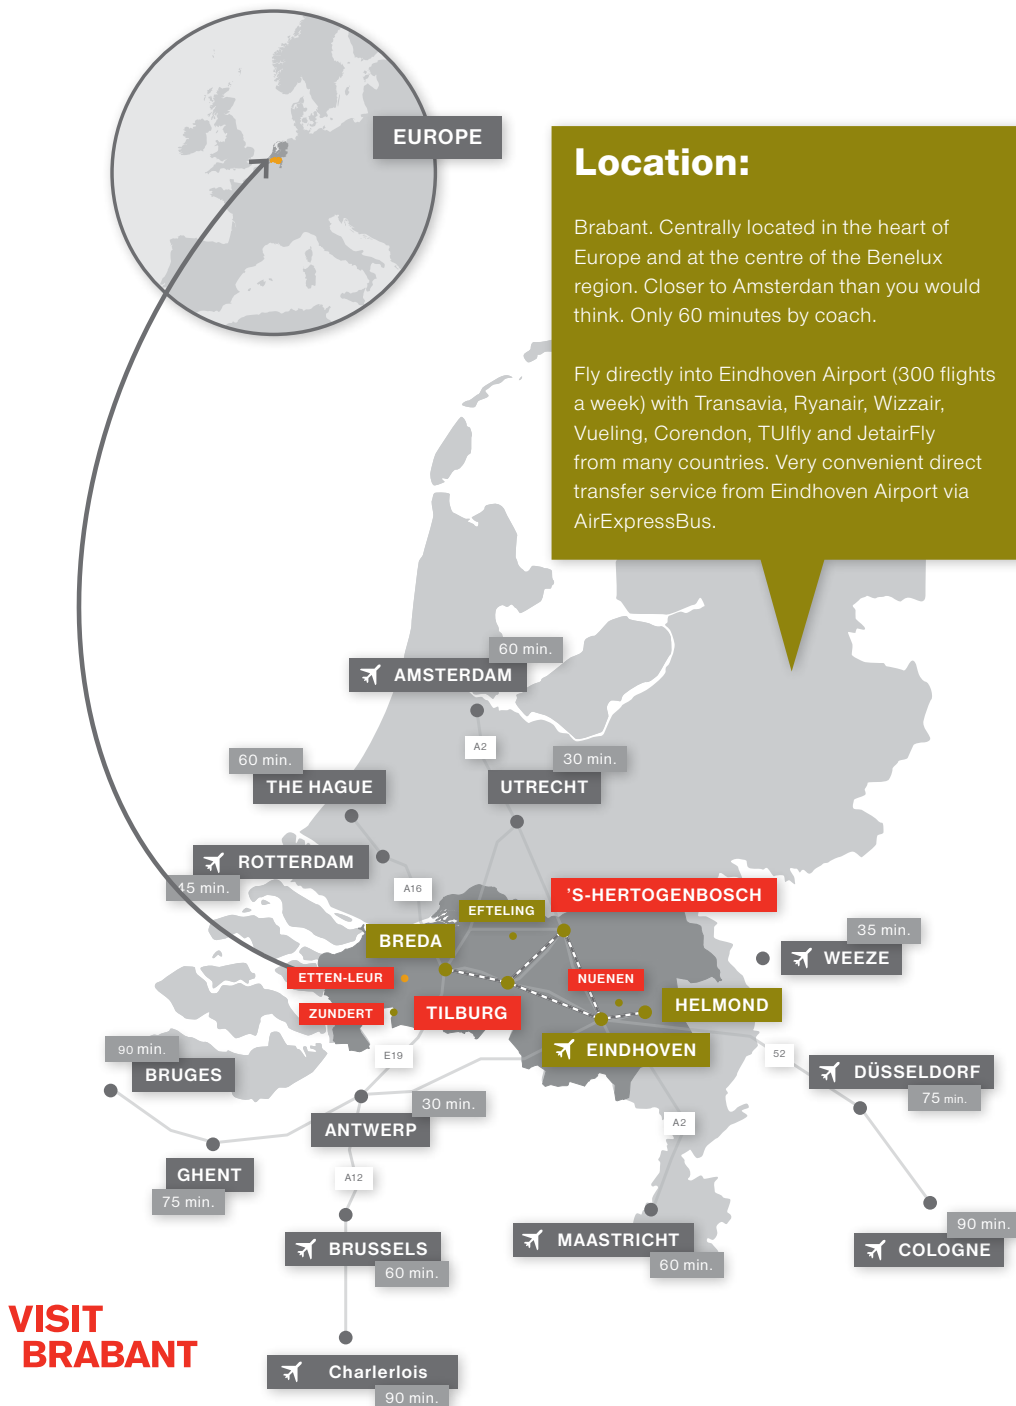 EUROPE
Location:
Brabant. Centrally located in the heart of
Europe and at the centre of the Benelux
region. Closer to Amsterdan than you would
think. Only 60 minutes by coach.
Fly directly into Eindhoven Airport (300 flights
a week) with Transavia, Ryanair, Wizzair,
Vueling, Corendon, TUIfly and JetairFly
from many countries. Very convenient direct
transfer service from Eindhoven Airport via
AirExpressBus.
60 min.
AMSTERDAM
A2
60 min.
THE HAGUE
30 min.
UTRECHT
ROTTERDAM
45 min.
A16
'S-HERTOGENBOSCH
EFTELING
BREDA
35 min.
WEEZE
ETTEN-LEUR
NUENEN
ZUNDERT
TILBURG
HELMOND
EINDHOVEN
90 min.
BRUGES
E19
52
DÜSSELDORF
75 min.
30 min.
ANTWERP
A2
GHENT
75 min.
A12
BRUSSELS
60 min.
MAASTRICHT
60 min.
90 min.
COLOGNE
VISIT
BRABANT
Charlerlois
90 min.